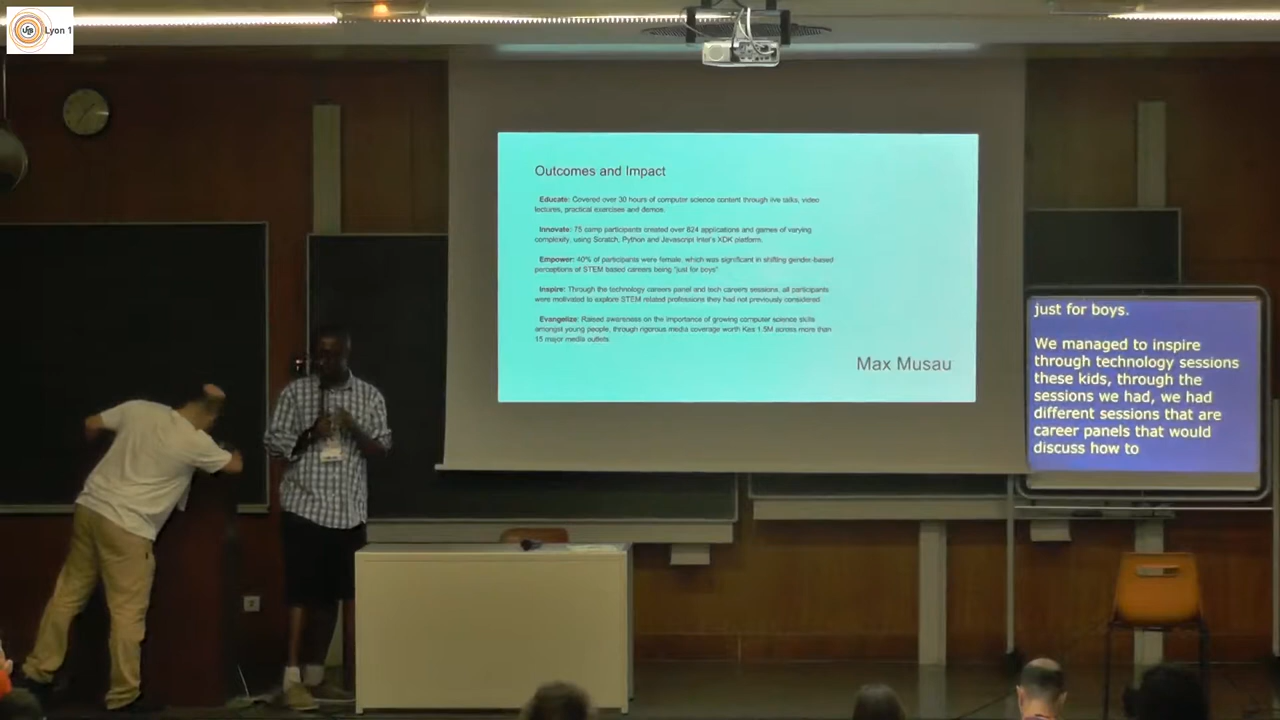 Lyon 1
Outcomes and Impact
Educate: Covered over 30 hours of computer science content through live talks, video
lectures, practical exercises and demos.
Innovate: 75 camp participants created over 824 applications and games of varying
complexity, using Scratch, Python and Javascript Intel's XDK platform.
Empower: 40% of participants were female, which was significant in shifting gender-based
perceptions of STEM based careers being "just for boys"
Inspire: Through the technology careers panel and tech careers sessions, all participants
were motivated to explore STEM related professions they had not previously considered
Evangelize: Raised awareness on the importance of growing computer science skills
amongst young people, through rigorous media coverage worth Kes 1.5M across more than
15 major media outlets.
Max Musau
just for boys.
We managed to inspire
through technology sessions
these kids, through the
sessions we had, we had
different sessions that are
career panels that would
discuss how to